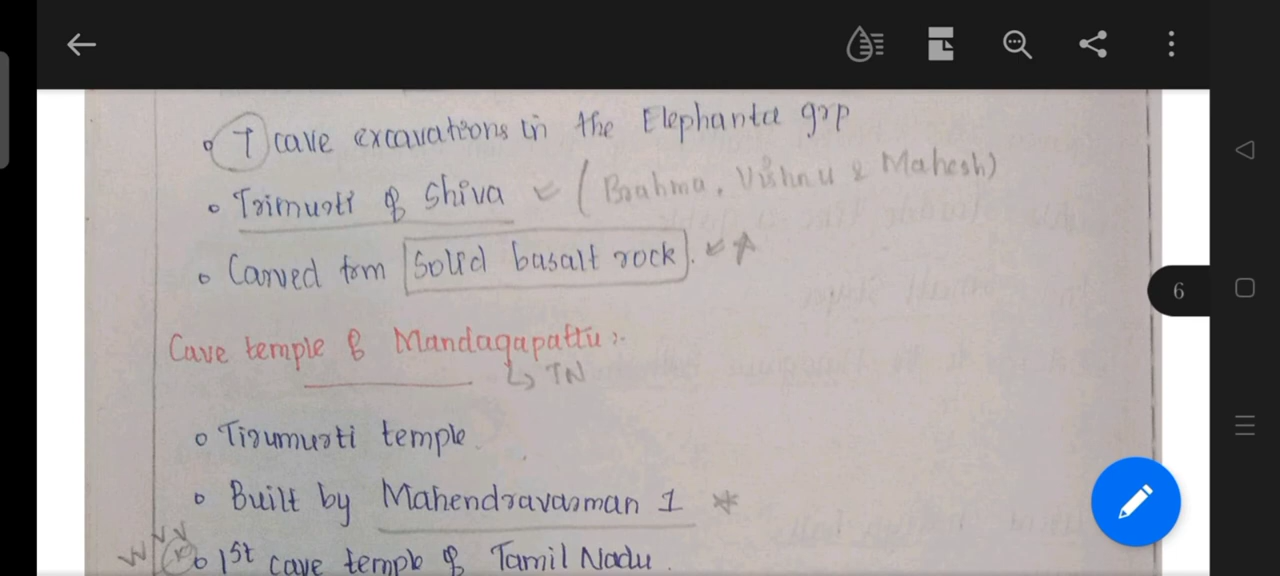 7 cave excavations in the Elephanta grp
Trimurti of Shiva (Brahma, Vishnu & Mahesh)
Carved from Solid basalt rock.
6
Cave temple of Mandagapattu :-
↳ TN
Tirumurti temple
Built by Mahendravarman 1 *
1st cave temple of Tamil Nadu